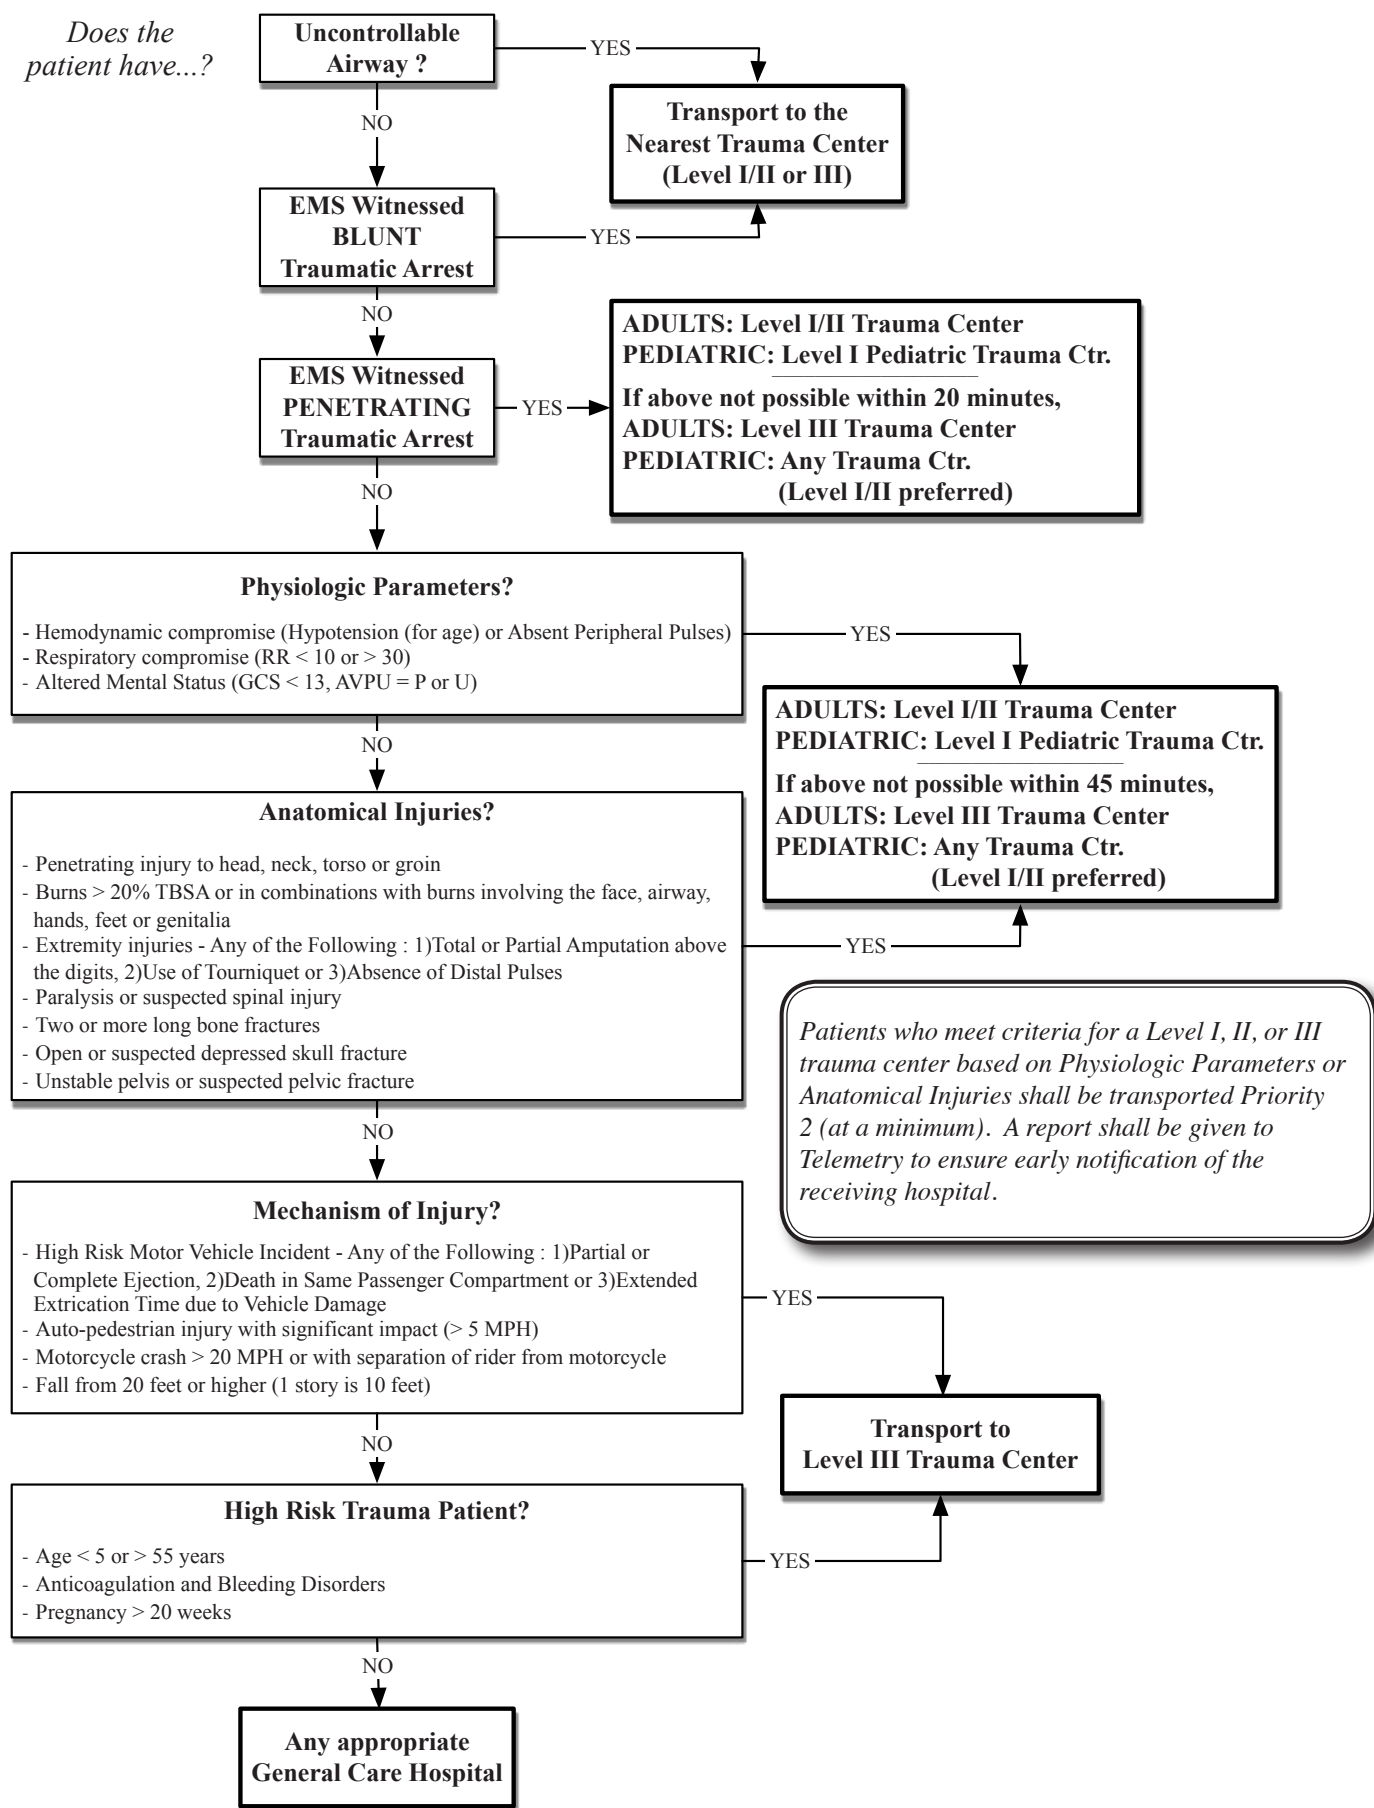 Does the
patient have...?
Uncontrollable
Airway ?
YES
Transport to the
Nearest Trauma Center
(Level I/II or III)
NO
EMS Witnessed
BLUNT
Traumatic Arrest
YES
NO
EMS Witnessed
PENETRATING
Traumatic Arrest
YES
ADULTS: Level I/II Trauma Center
PEDIATRIC: Level I Pediatric Trauma Ctr.
If above not possible within 20 minutes,
ADULTS: Level III Trauma Center
PEDIATRIC: Any Trauma Ctr.
(Level I/II preferred)
NO
Physiologic Parameters?
- Hemodynamic compromise (Hypotension (for age) or Absent Peripheral Pulses)
- Respiratory compromise (RR < 10 or > 30)
- Altered Mental Status (GCS < 13, AVPU = P or U)
YES
ADULTS: Level I/II Trauma Center
PEDIATRIC: Level I Pediatric Trauma Ctr.
If above not possible within 45 minutes,
ADULTS: Level III Trauma Center
PEDIATRIC: Any Trauma Ctr.
(Level I/II preferred)
NO
Anatomical Injuries?
- Penetrating injury to head, neck, torso or groin
- Burns > 20% TBSA or in combinations with burns involving the face, airway,
hands, feet or genitalia
- Extremity injuries - Any of the Following : 1)Total or Partial Amputation above
the digits, 2)Use of Tourniquet or 3)Absence of Distal Pulses
- Paralysis or suspected spinal injury
- Two or more long bone fractures
- Open or suspected depressed skull fracture
- Unstable pelvis or suspected pelvic fracture
YES
Patients who meet criteria for a Level I, II, or III
trauma center based on Physiologic Parameters or
Anatomical Injuries shall be transported Priority
2 (at a minimum).  A report shall be given to
Telemetry to ensure early notification of the
receiving hospital.
NO
Mechanism of Injury?
- High Risk Motor Vehicle Incident - Any of the Following : 1)Partial or
Complete Ejection, 2)Death in Same Passenger Compartment or 3)Extended
Extrication Time due to Vehicle Damage
- Auto-pedestrian injury with significant impact (> 5 MPH)
- Motorcycle crash > 20 MPH or with separation of rider from motorcycle
- Fall from 20 feet or higher (1 story is 10 feet)
YES
Transport to
Level III Trauma Center
NO
High Risk Trauma Patient?
- Age < 5 or > 55 years
- Anticoagulation and Bleeding Disorders
- Pregnancy > 20 weeks
YES
NO
Any appropriate
General Care Hospital